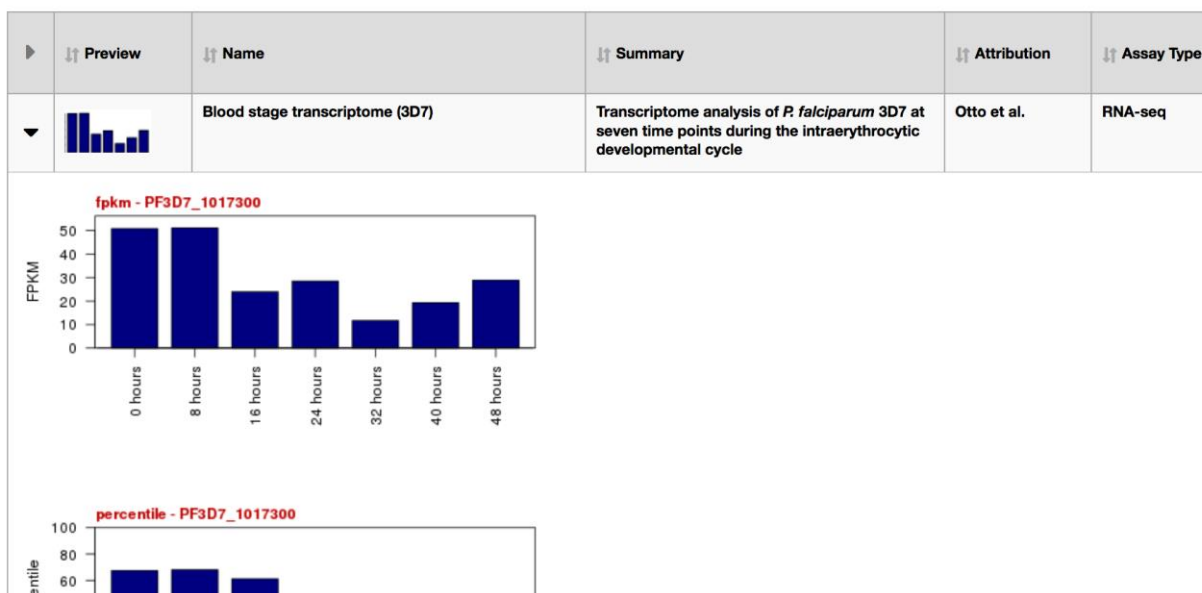 Preview Name Summary Attribution Assay Type
Blood stage transcriptome (3D7) Transcriptome analysis of P. falciparum 3D7 at Otto et al. RNA-seq
seven time points during the intraerythrocytic
developmental cycle
fpkm - PF3D7_1017300
FPKM
50
40
30
20
10
0
0 hours 8 hours 16 hours 24 hours 32 hours 40 hours 48 hours
percentile - PF3D7_1017300
100
80
60